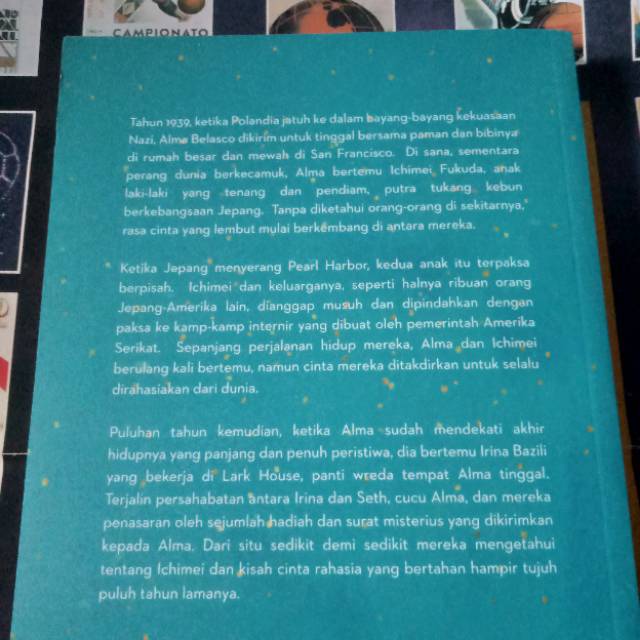 CAMPIONATO
Tahun 1939, ketika Polandia jatuh ke dalam bayang-bayang kekuasaan
Nazi, Alma Belasco dikirim untuk tinggal bersama paman dan bibinya
di rumah besar dan mewah di San Francisco. Di sana, sementara
perang dunia berkecamuk, Alma bertemu Ichimei Fukuda, anak
laki-laki yang tenang dan pendiam, putra tukang kebun
berkebangsaan Jepang. Tanpa diketahui orang-orang di sekitarnya,
rasa cinta yang lembut mulai berkembang di antara mereka.
Ketika Jepang menyerang Pearl Harbor, kedua anak itu terpaksa
berpisah. Ichimei dan keluarganya, seperti halnya ribuan orang
Jepang-Amerika lain, dianggap musuh dan dipindahkan dengan
paksa ke kamp-kamp internir yang dibuat oleh pemerintah Amerika
Serikat. Sepanjang perjalanan hidup mereka, Alma dan Ichimei
berulang kali bertemu, namun cinta mereka ditakdirkan untuk selalu
dirahasiakan dari dunia.
Puluhan tahun kemudian, ketika Alma sudah mendekati akhir
hidupnya yang panjang dan penuh peristiwa, dia bertemu Irina Bazili
yang bekerja di Lark House, panti wreda tempat Alma tinggal.
Terjalin persahabatan antara Irina dan Seth, cucu Alma, dan mereka
penasaran oleh sejumlah hadiah dan surat misterius yang dikirimkan
kepada Alma. Dari situ sedikit demi sedikit mereka mengetahui
tentang Ichimei dan kisah cinta rahasia yang bertahan hampir tujuh
puluh tahun lamanya.